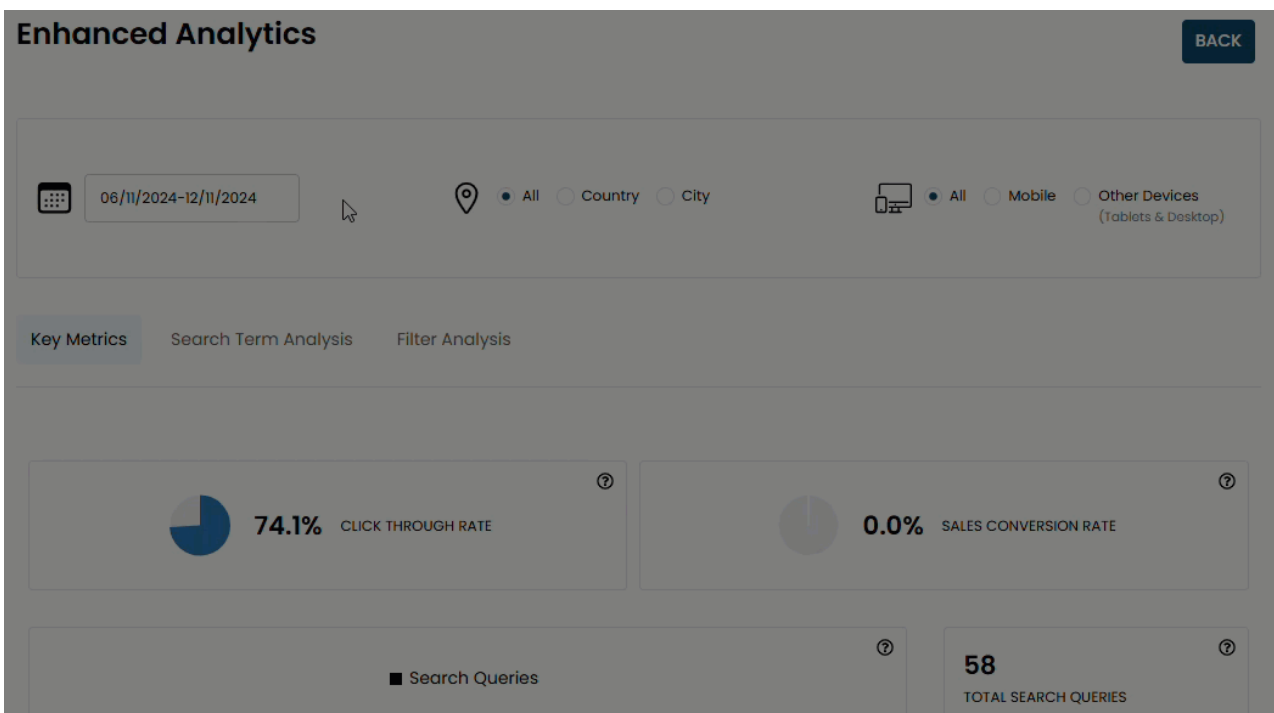 Enhanced Analytics
BACK
06/11/2024-12/11/2024
All Country City
All Mobile Other Devices
(Tablets & Desktop)
Key Metrics Search Term Analysis Filter Analysis
74.1% CLICK THROUGH RATE
0.0% SALES CONVERSION RATE
Search Queries
58
TOTAL SEARCH QUERIES